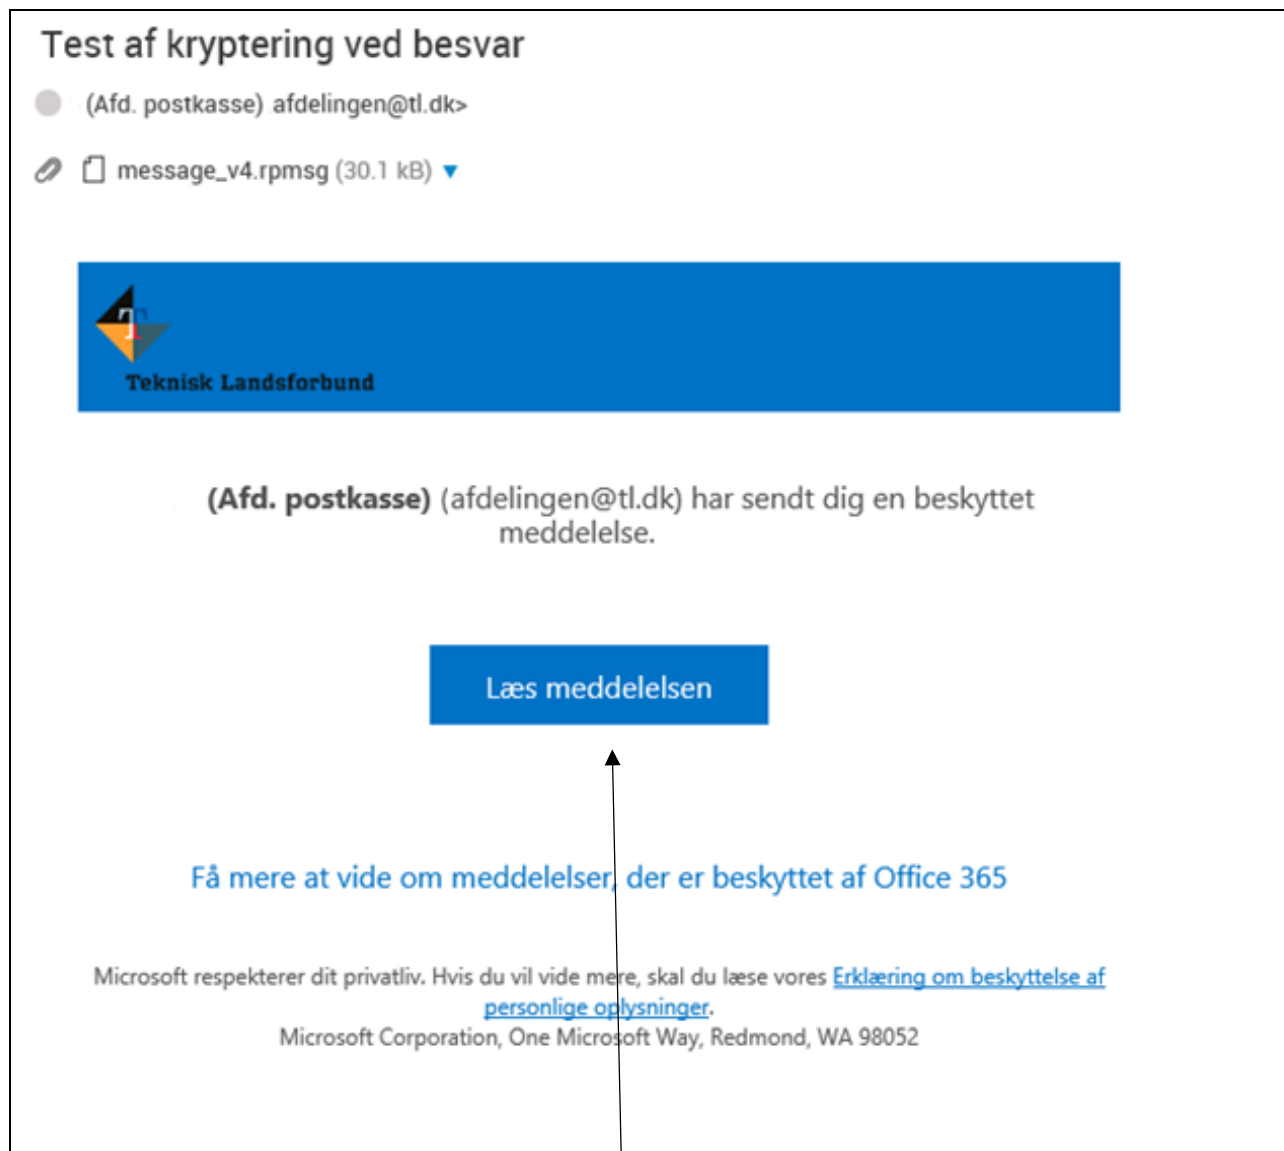 Test af kryptering ved besvar
(Afd. postkasse) afdelingen@tl.dk>
message_v4.rpmsg (30.1 kB)
T
Teknisk Landsforbund
(Afd. postkasse) (afdelingen@tl.dk) har sendt dig en beskyttet
meddelelse.
Læs meddelelsen
Få mere at vide om meddelelser, der er beskyttet af Office 365
Microsoft respekterer dit privatliv. Hvis du vil vide mere, skal du læse vores Erklæring om beskyttelse af
personlige oplysninger.
Microsoft Corporation, One Microsoft Way, Redmond, WA 98052